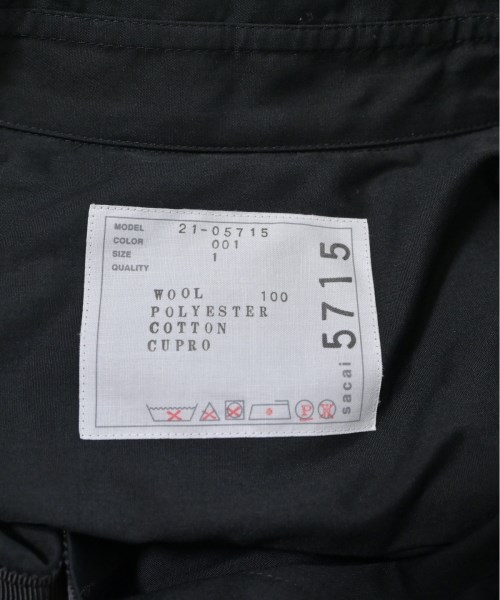 MODEL 21-05715
COLOR 001
SIZE 1
QUALITY
WOOL 100
POLYESTER
COTTON
CUPRO
P
W
sacai 5715